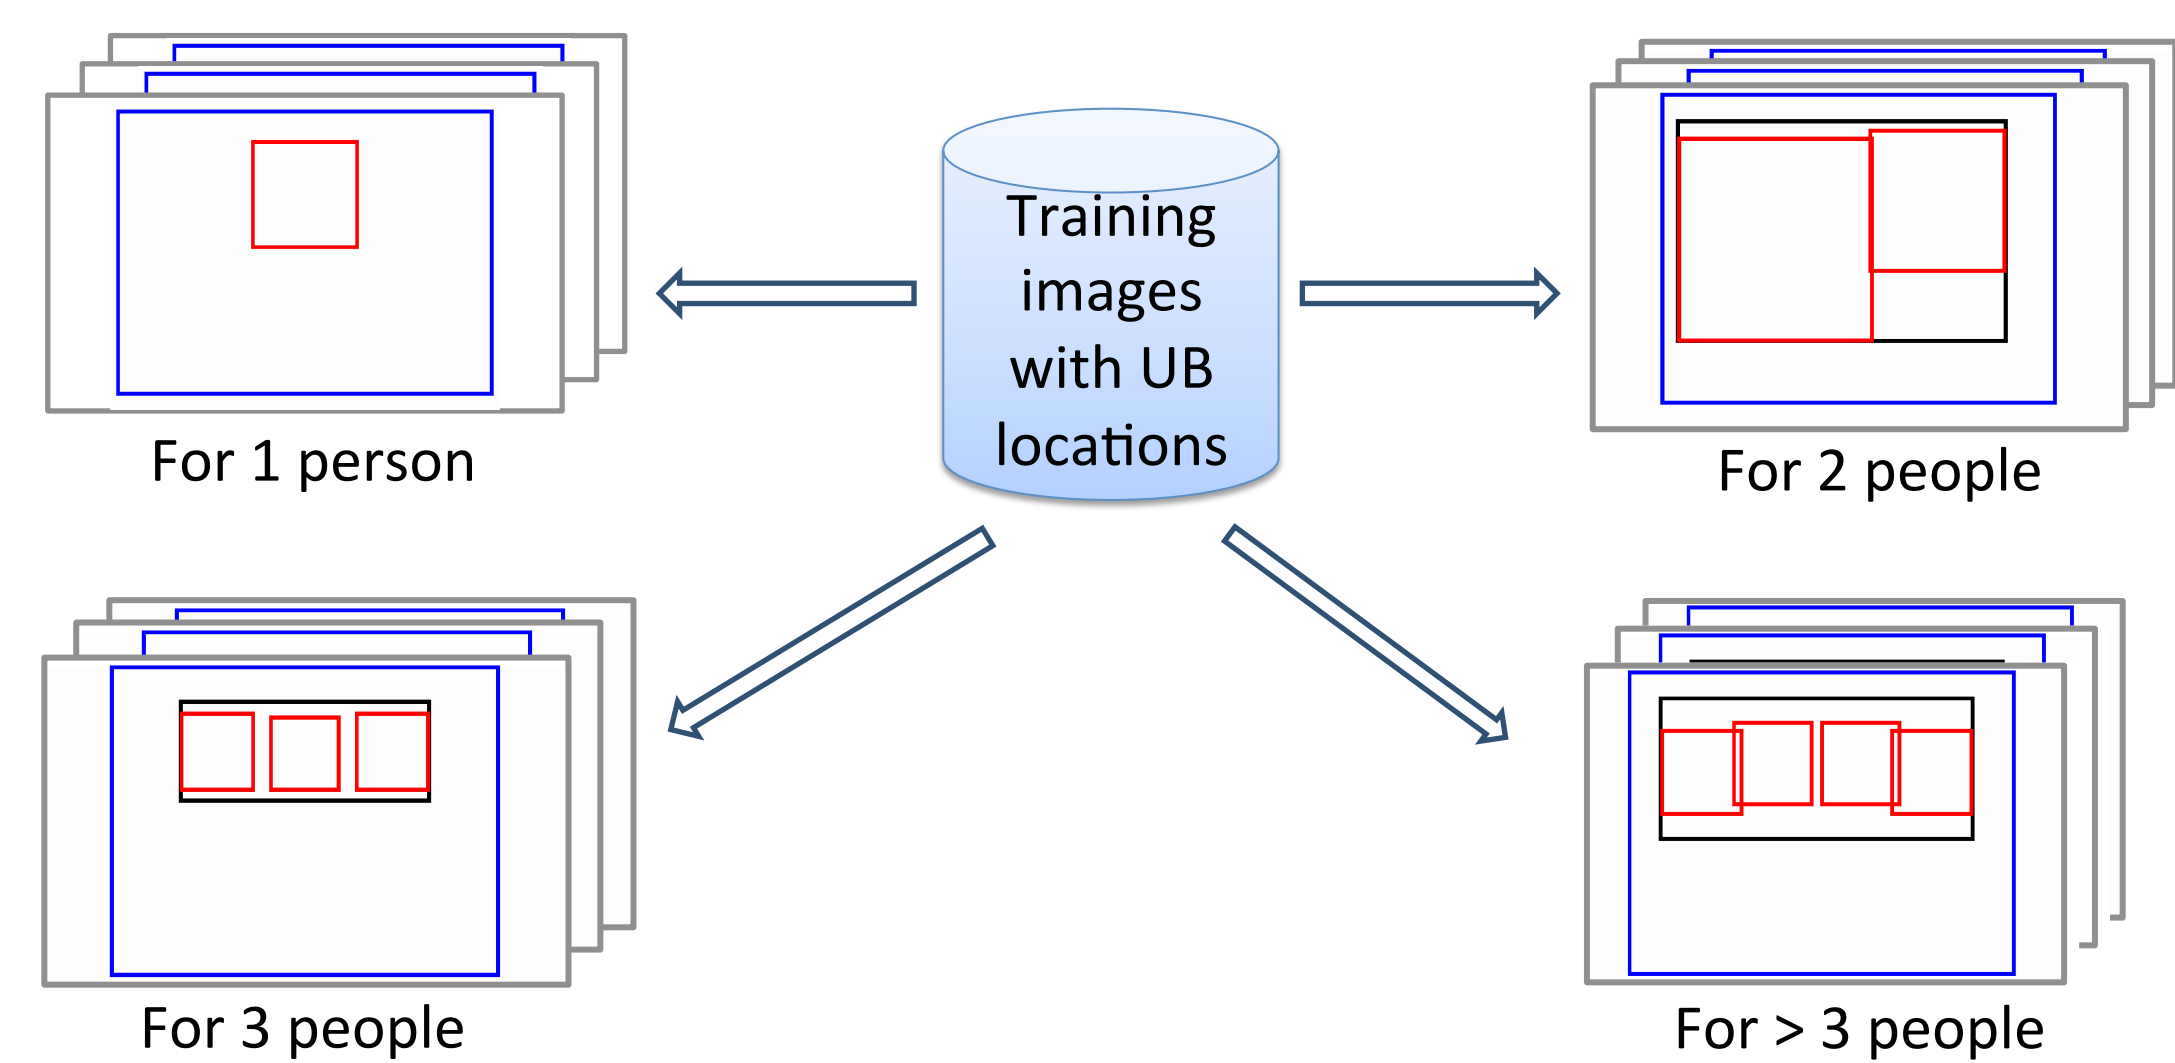 Training
images
with UB
locations
For 1 person
For 2 people
For 3 people
For > 3 people